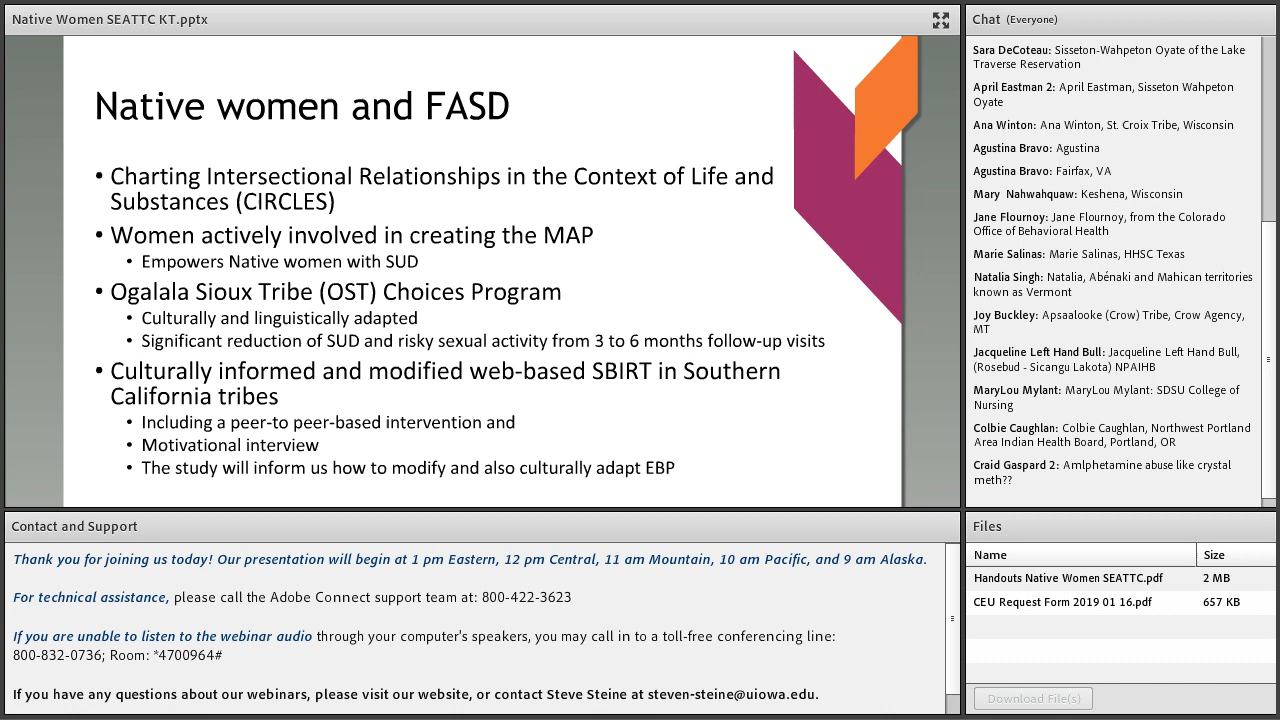 Native Women SEATTC KT.pptx
Native women and FASD
• Charting Intersectional Relationships in the Context of Life and
Substances (CIRCLES)
• Women actively involved in creating the MAP
• Empowers Native women with SUD
• Ogalala Sioux Tribe (OST) Choices Program
• Culturally and linguistically adapted
• Significant reduction of SUD and risky sexual activity from 3 to 6 months follow-up visits
• Culturally informed and modified web-based SBIRT in Southern
California tribes
• Including a peer-to peer-based intervention and
• Motivational interview
• The study will inform us how to modify and also culturally adapt EBP
Chat (Everyone)
Sara DeCoteau: Sisseton-Wahpeton Oyate of the Lake
Traverse Reservation
April Eastman 2: April Eastman, Sisseton Wahpeton
Oyate
Ana Winton: Ana Winton, St. Croix Tribe, Wisconsin
Agustina Bravo: Agustina
Agustina Bravo: Fairfax, VA
Mary Nahwahquaw: Keshena, Wisconsin
Jane Flournoy: Jane Flournoy, from the Colorado
Office of Behavioral Health
Marie Salinas: Marie Salinas, HHSC Texas
Natalia Singh: Natalia, Abénaki and Mahican territories
known as Vermont
Joy Buckley: Apsaalooke (Crow) Tribe, Crow Agency,
MT
Jacqueline Left Hand Bull: Jacqueline Left Hand Bull,
(Rosebud - Sicangu Lakota) NPAIHB
MaryLou Mylant: MaryLou Mylant: SDSU College of
Nursing
Colbie Caughlan: Colbie Caughlan, Northwest Portland
Area Indian Health Board, Portland, OR
Craid Gaspard 2: Amlphetamine abuse like crystal
meth??
Contact and Support
Thank you for joining us today! Our presentation will begin at 1 pm Eastern, 12 pm Central, 11 am Mountain, 10 am Pacific, and 9 am Alaska.
For technical assistance, please call the Adobe Connect support team at: 800-422-3623
If you are unable to listen to the webinar audio through your computer's speakers, you may call in to a toll-free conferencing line:
800-832-0736; Room: *4700964#
If you have any questions about our webinars, please visit our website, or contact Steve Steine at steven-steine@uiowa.edu.
Files
Name Size
Handouts Native Women SEATTC.pdf 2 MB
CEU Request Form 2019 01 16.pdf 657 KB
Download File(s)